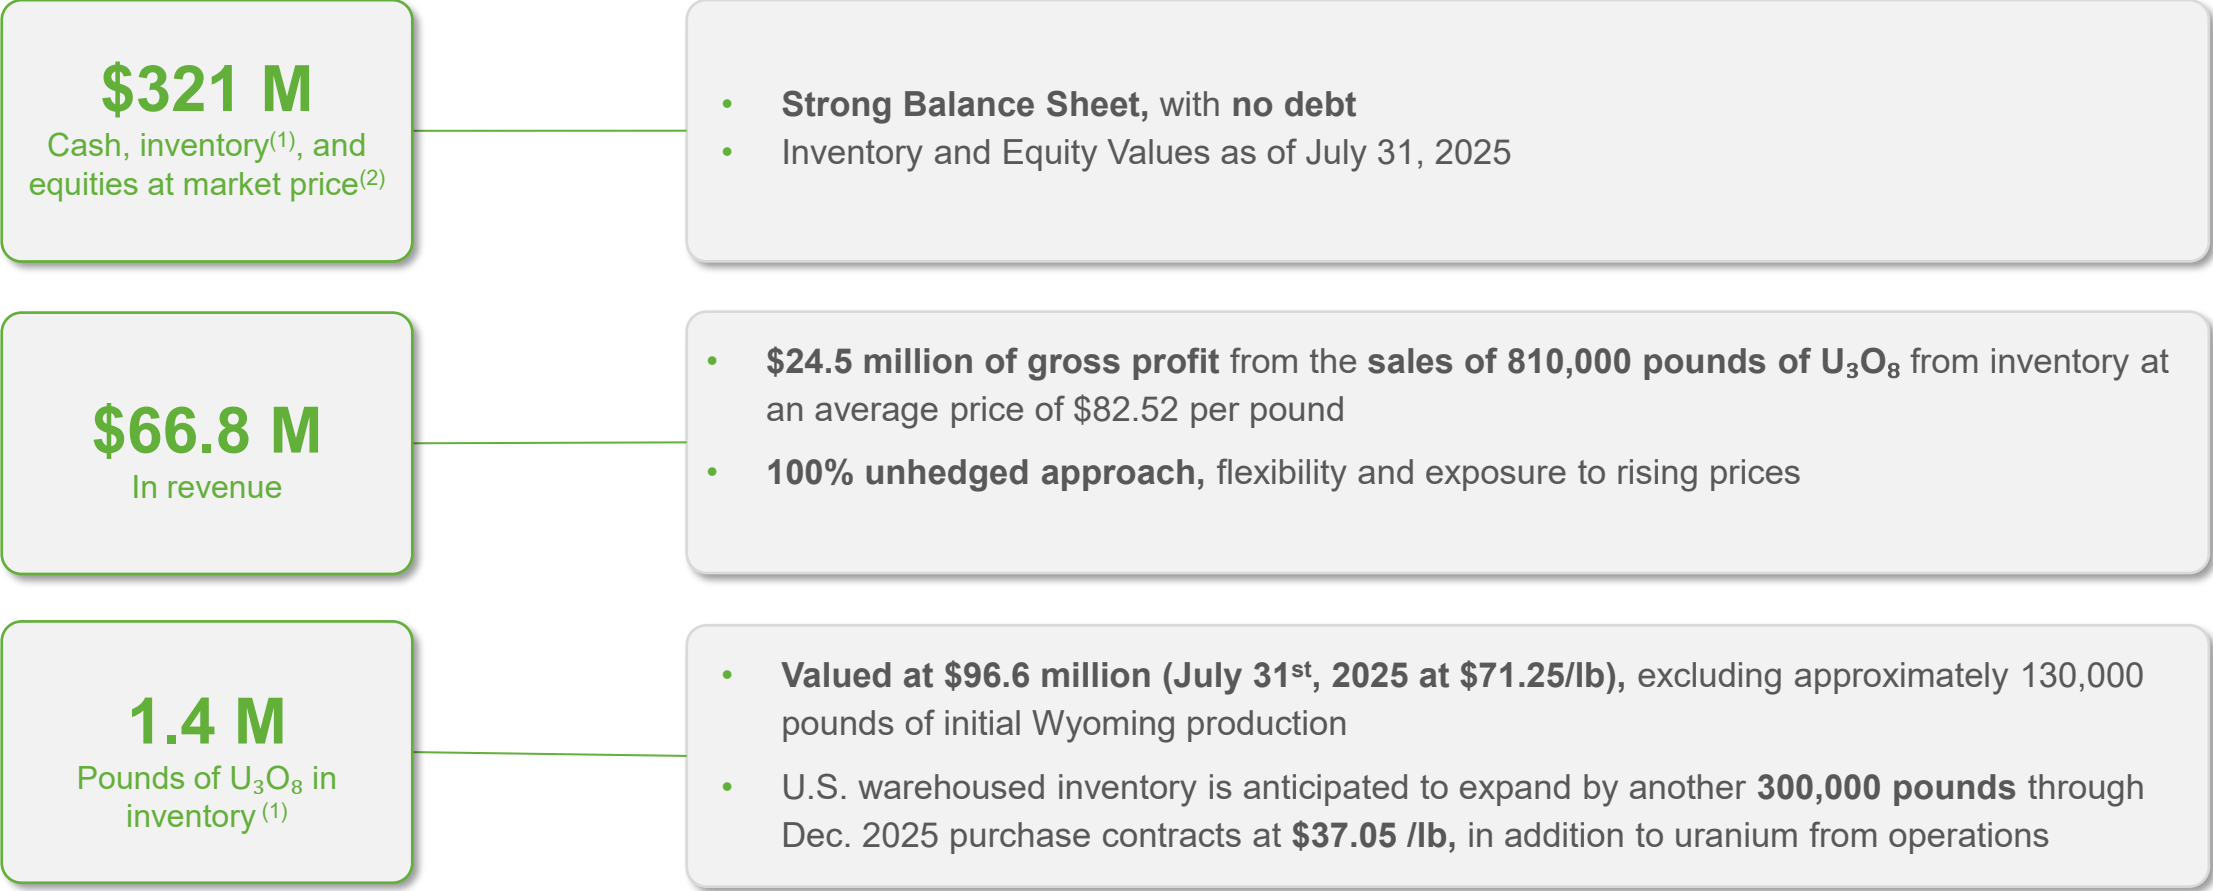 $321 M
Cash, inventory(1), and
equities at market price(2)
• Strong Balance Sheet, with no debt
• Inventory and Equity Values as of July 31, 2025
$66.8 M
In revenue
• $24.5 million of gross profit from the sales of 810,000 pounds of U₃O₈ from inventory at
an average price of $82.52 per pound
• 100% unhedged approach, flexibility and exposure to rising prices
1.4 M
Pounds of U₃O₈ in
inventory (1)
• Valued at $96.6 million (July 31st, 2025 at $71.25/lb), excluding approximately 130,000
pounds of initial Wyoming production
• U.S. warehoused inventory is anticipated to expand by another 300,000 pounds through
Dec. 2025 purchase contracts at $37.05 /lb, in addition to uranium from operations